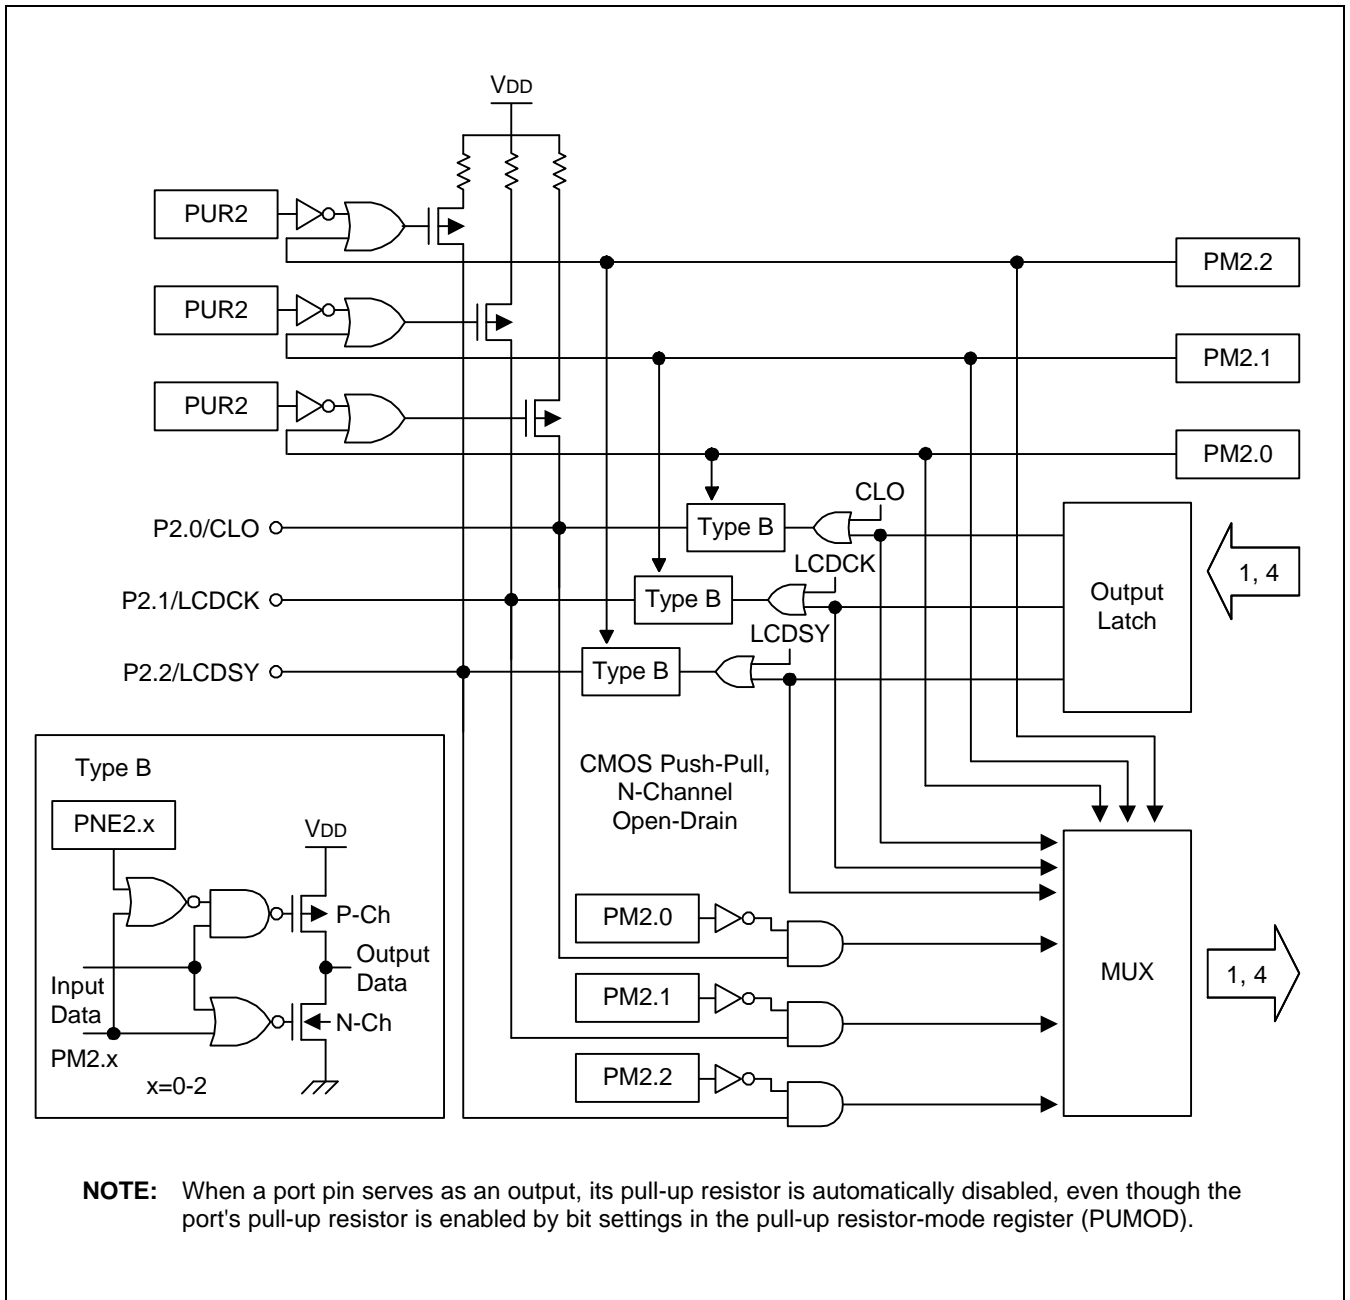 VDD
PUR2
PM2.2
PUR2
PM2.1
PUR2
PM2.0
CLO
P2.0/CLO
Type B
LCDCK
1, 4
P2.1/LCDCK
Type B
Output
Latch
LCDSY
P2.2/LCDSY
Type B
Type B
PNE2.x
VDD
P-Ch
Output
Data
Input
Data
N-Ch
PM2.x
x=0-2
CMOS Push-Pull,
N-Channel
Open-Drain
PM2.0
PM2.1
PM2.2
MUX
1, 4
NOTE: When a port pin serves as an output, its pull-up resistor is automatically disabled, even though the
port's pull-up resistor is enabled by bit settings in the pull-up resistor-mode register (PUMOD).